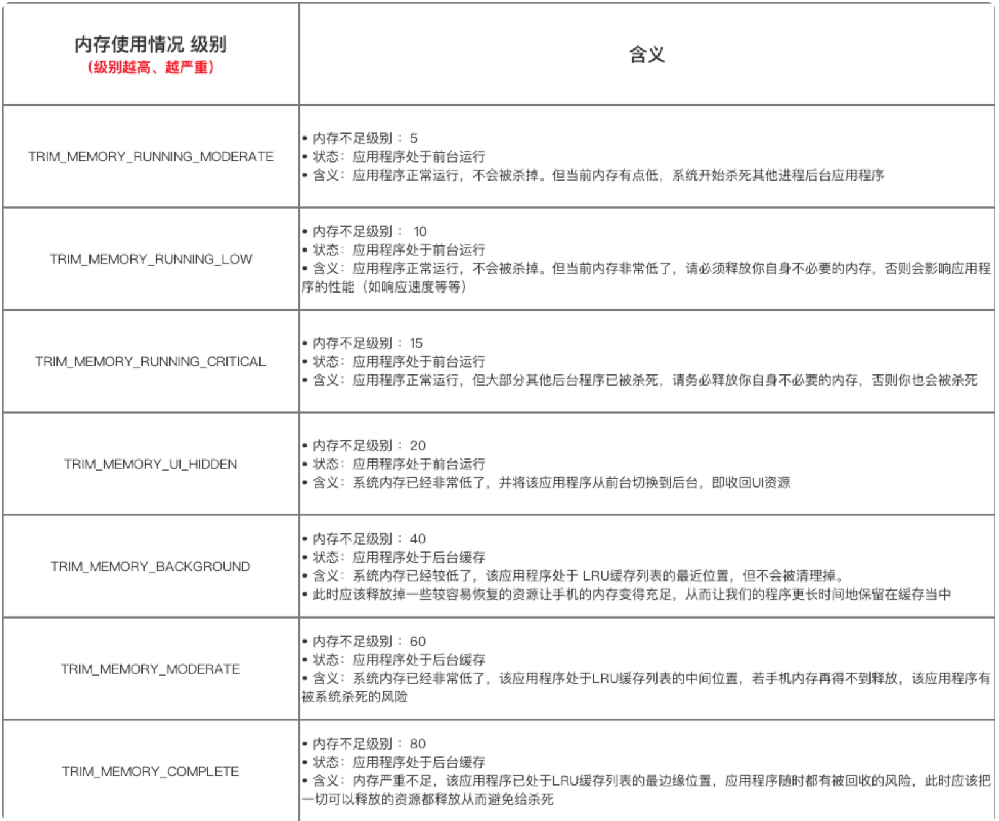 内存使用情况 级别
（级别越高、越严重）
含义
TRIM_MEMORY_RUNNING_MODERATE
• 内存不足级别 ：5
• 状态：应用程序处于前台运行
• 含义：应用程序正常运行，不会被杀掉。但当前内存有点低，系统开始杀死其他进程后台应用程序
TRIM_MEMORY_RUNNING_LOW
• 内存不足级别 ： 10
• 状态：应用程序处于前台运行
• 含义：应用程序正常运行，不会被杀掉。但当前内存非常低了，请必须释放你自身不必要的内存，否则会影响应用程
序的性能（如响应速度等等）
TRIM_MEMORY_RUNNING_CRITICAL
• 内存不足级别 ：15
• 状态：应用程序处于前台运行
• 含义：应用程序正常运行，但大部分其他后台程序已被杀死，请务必释放你自身不必要的内存，否则你也会被杀死
TRIM_MEMORY_UI_HIDDEN
• 内存不足级别 ：20
• 状态：应用程序处于前台运行
• 含义：系统内存已经非常低了，并将该应用程序从前台切换到后台，即收回UI资源
TRIM_MEMORY_BACKGROUND
• 内存不足级别 ：40
• 状态：应用程序处于后台缓存
• 含义：系统内存已经较低了，该应用程序处于 LRU缓存列表的最近位置，但不会被清理掉。
• 此时应该释放掉一些较容易恢复的资源让手机的内存变得充足，从而让我们的程序更长时间地保留在缓存当中
TRIM_MEMORY_MODERATE
• 内存不足级别 ：60
• 状态：应用程序处于后台缓存
• 含义：系统内存已经非常低了，该应用程序处于LRU缓存列表的中间位置，若手机内存再得不到释放，该应用程序有
被系统杀死的风险
TRIM_MEMORY_COMPLETE
• 内存不足级别 ：80
• 状态：应用程序处于后台缓存
• 含义：内存严重不足，该应用程序已处于LRU缓存列表的最边缘位置，应用程序随时都有被回收的风险，此时应该把
一切可以释放的资源都释放从而避免给杀死